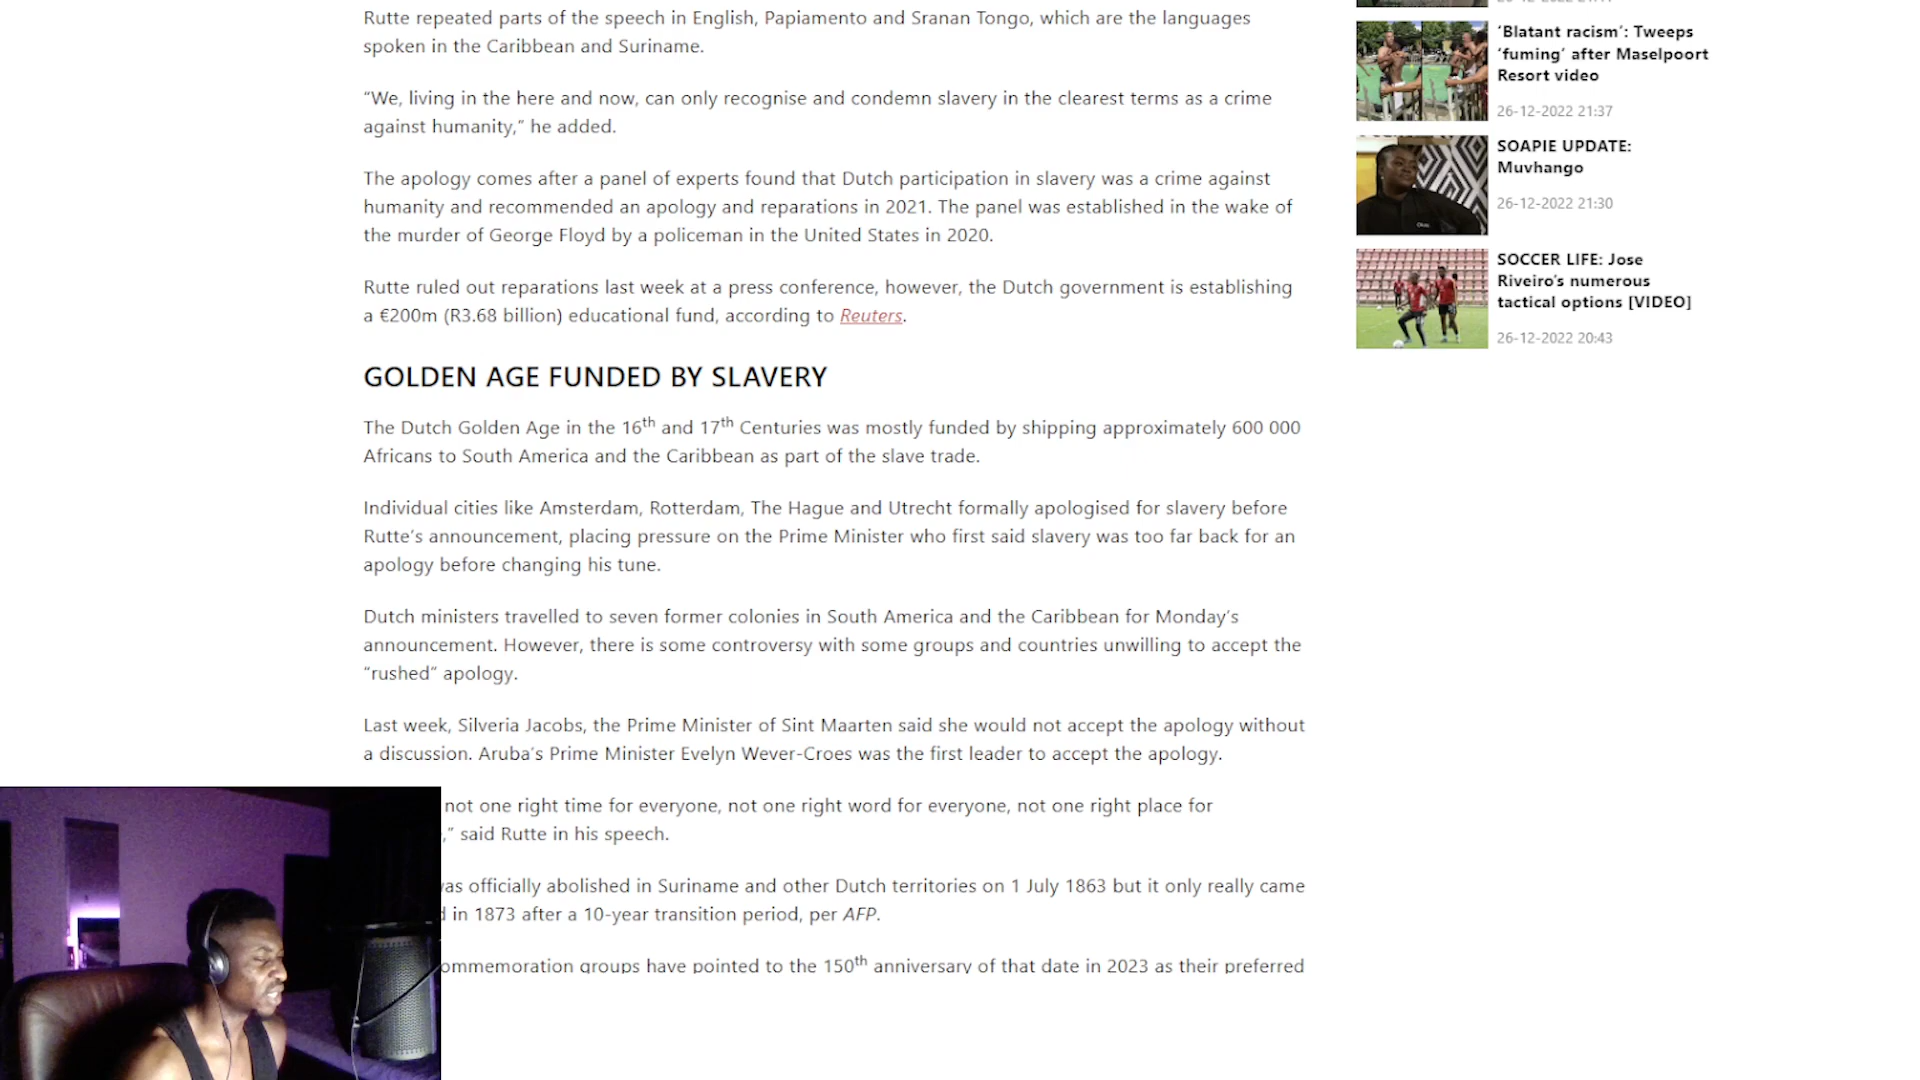 Rutte repeated parts of the speech in English, Papiamento and Sranan Tongo, which are the languages
spoken in the Caribbean and Suriname.
“We, living in the here and now, can only recognise and condemn slavery in the clearest terms as a crime
against humanity,” he added.
The apology comes after a panel of experts found that Dutch participation in slavery was a crime against
humanity and recommended an apology and reparations in 2021. The panel was established in the wake of
the murder of George Floyd by a policeman in the United States in 2020.
Rutte ruled out reparations last week at a press conference, however, the Dutch government is establishing
a €200m (R3.68 billion) educational fund, according to Reuters.
GOLDEN AGE FUNDED BY SLAVERY
The Dutch Golden Age in the 16th and 17th Centuries was mostly funded by shipping approximately 600 000
Africans to South America and the Caribbean as part of the slave trade.
Individual cities like Amsterdam, Rotterdam, The Hague and Utrecht formally apologised for slavery before
Rutte’s announcement, placing pressure on the Prime Minister who first said slavery was too far back for an
apology before changing his tune.
Dutch ministers travelled to seven former colonies in South America and the Caribbean for Monday’s
announcement. However, there is some controversy with some groups and countries unwilling to accept the
“rushed” apology.
Last week, Silveria Jacobs, the Prime Minister of Sint Maarten said she would not accept the apology without
a discussion. Aruba’s Prime Minister Evelyn Wever-Croes was the first leader to accept the apology.
not one right time for everyone, not one right word for everyone, not one right place for
,” said Rutte in his speech.
as officially abolished in Suriname and other Dutch territories on 1 July 1863 but it only really came
in 1873 after a 10-year transition period, per AFP.
ommemoration groups have pointed to the 150th anniversary of that date in 2023 as their preferred
‘Blatant racism’: Tweeps
‘fuming’ after Maselpoort
Resort video
26-12-2022 21:37
SOAPIE UPDATE:
Muvhango
26-12-2022 21:30
SOCCER LIFE: Jose
Riveiro’s numerous
tactical options [VIDEO]
26-12-2022 20:43